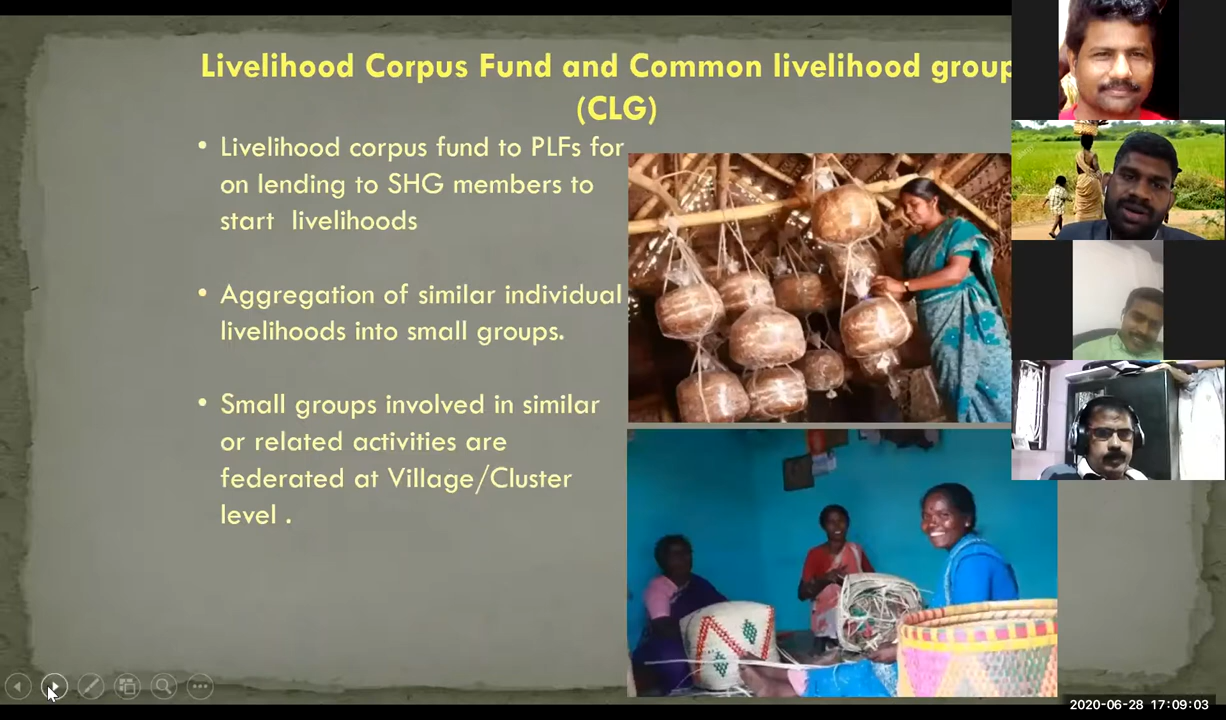 Livelihood Corpus Fund and Common livelihood group
(CLG)
• Livelihood corpus fund to PLFs for
on lending to SHG members to
start livelihoods
• Aggregation of similar individual
livelihoods into small groups.
• Small groups involved in similar
or related activities are
federated at Village/Cluster
level .
2020-06-28 17:09:03